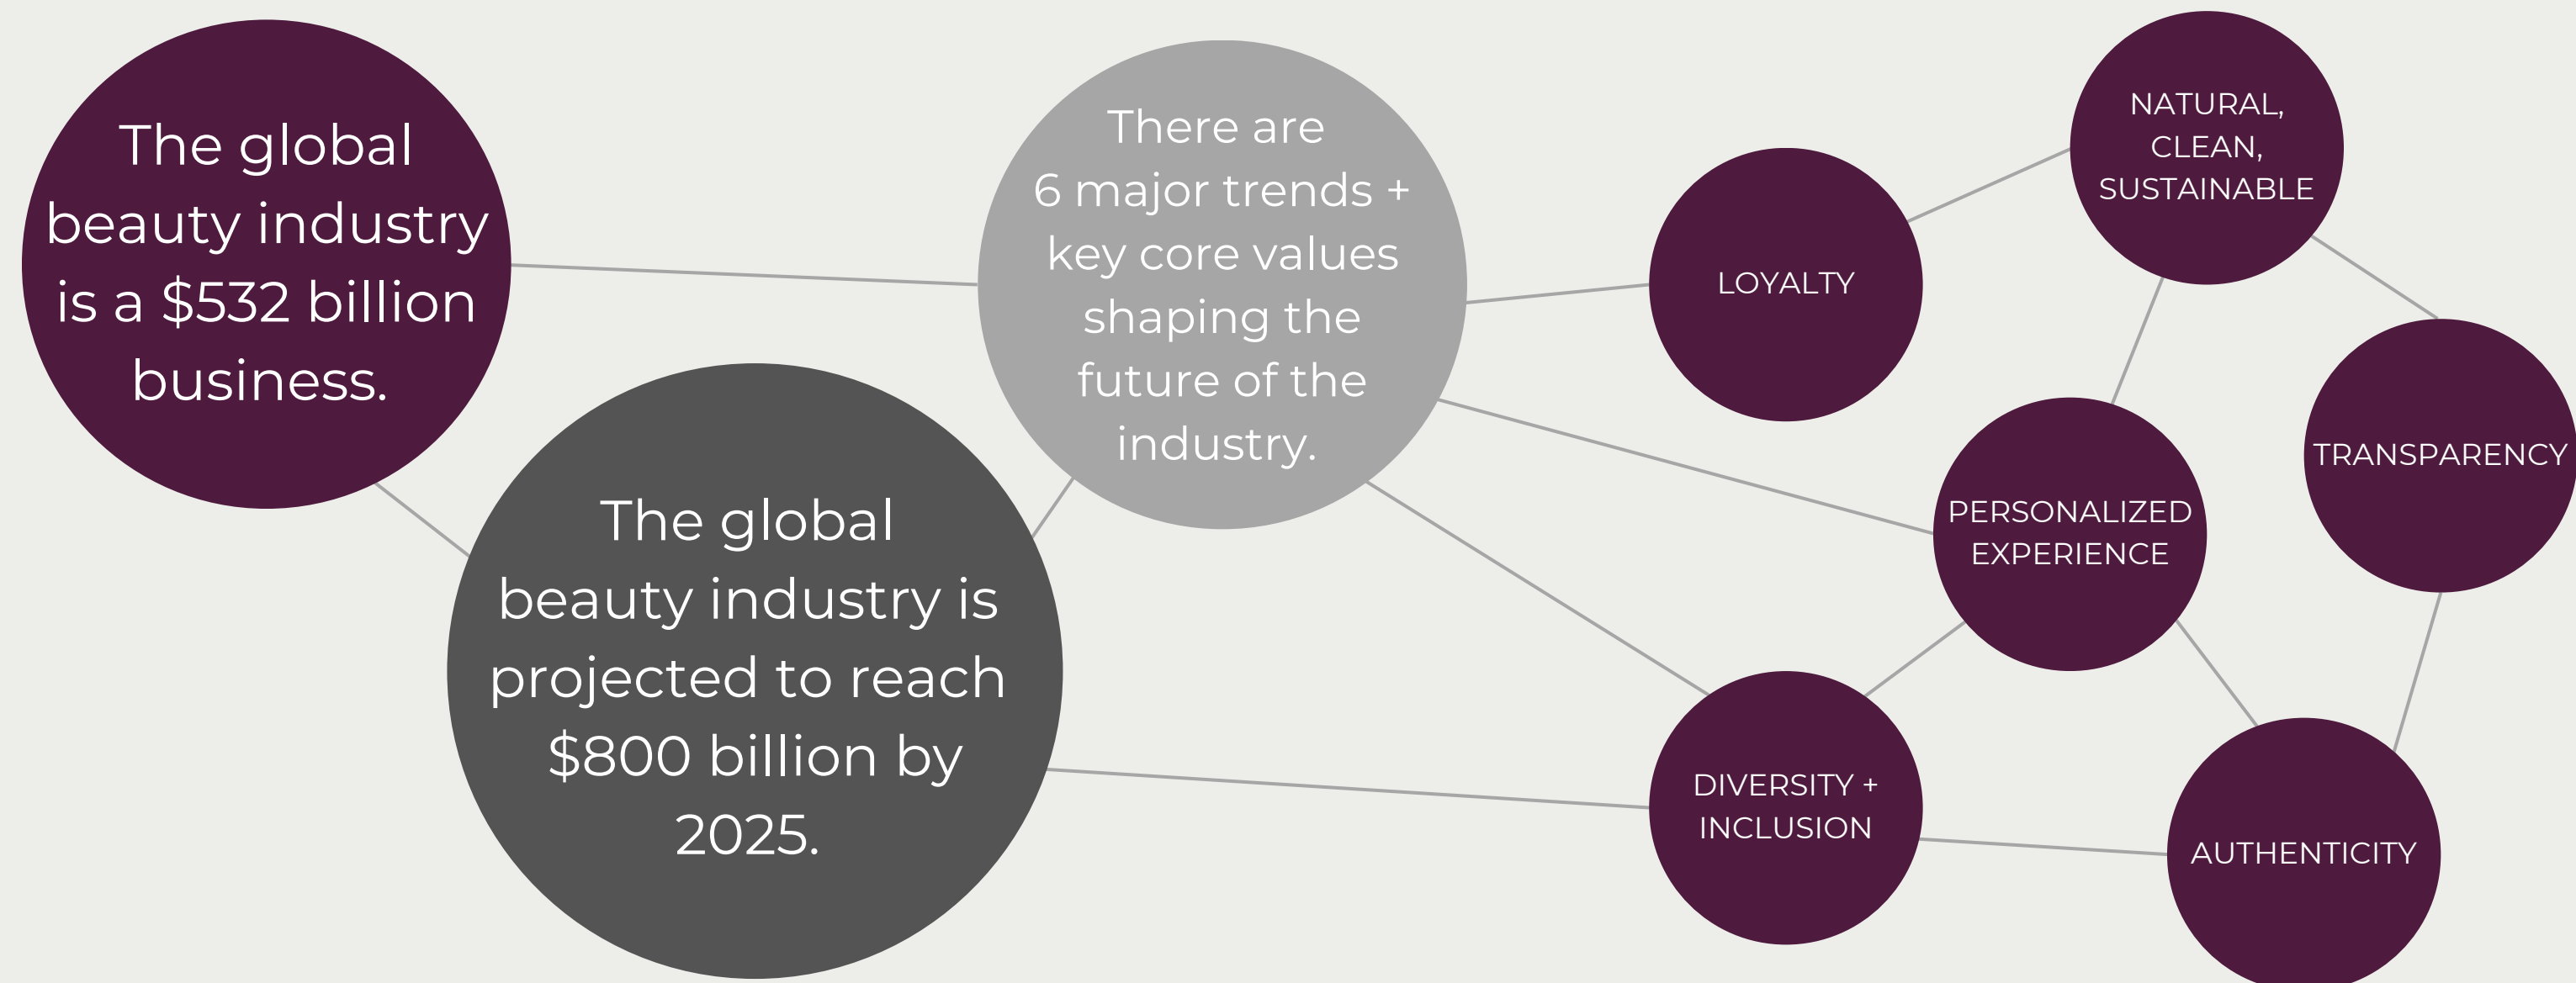 The global
beauty industry
is a $532 billion
business.
The global
beauty industry is
projected to reach
$800 billion by
2025.
There are
6 major trends +
key core values
shaping the
future of the
industry.
LOYALTY
NATURAL,
CLEAN,
SUSTAINABLE
TRANSPARENCY
PERSONALIZED
EXPERIENCE
DIVERSITY +
INCLUSION
AUTHENTICITY